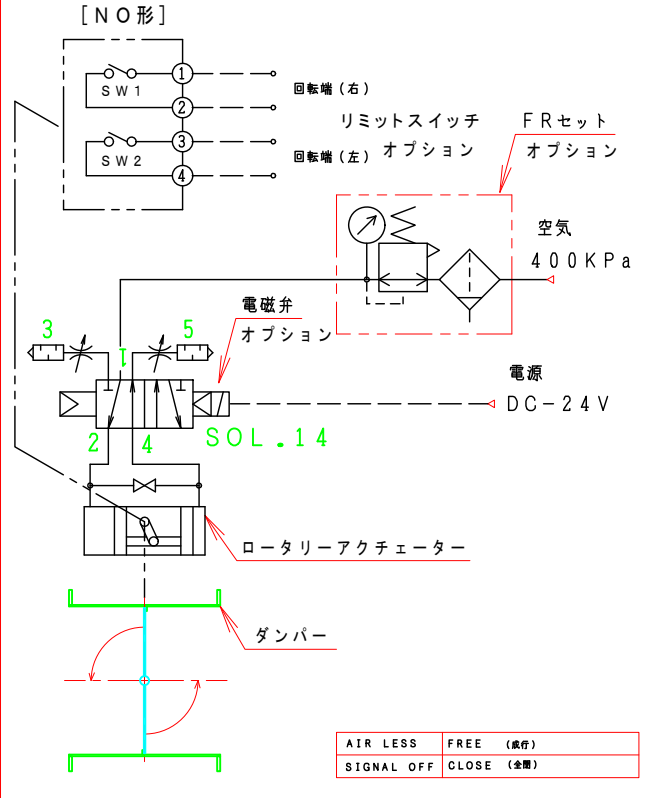 [NO形]
SW1
1
2
SW2
3
4
回転端(右)
回転端(左)
リミットスイッチ
オプション
FRセット
オプション
空気
400KPa
電磁弁
オプション
3
1
5
2
4
SOL.14
電源
DC-24V
ロータリーアクチェーター
ダンパー
AIR LESS FREE (成行)
SIGNAL OFF CLOSE (全閉)